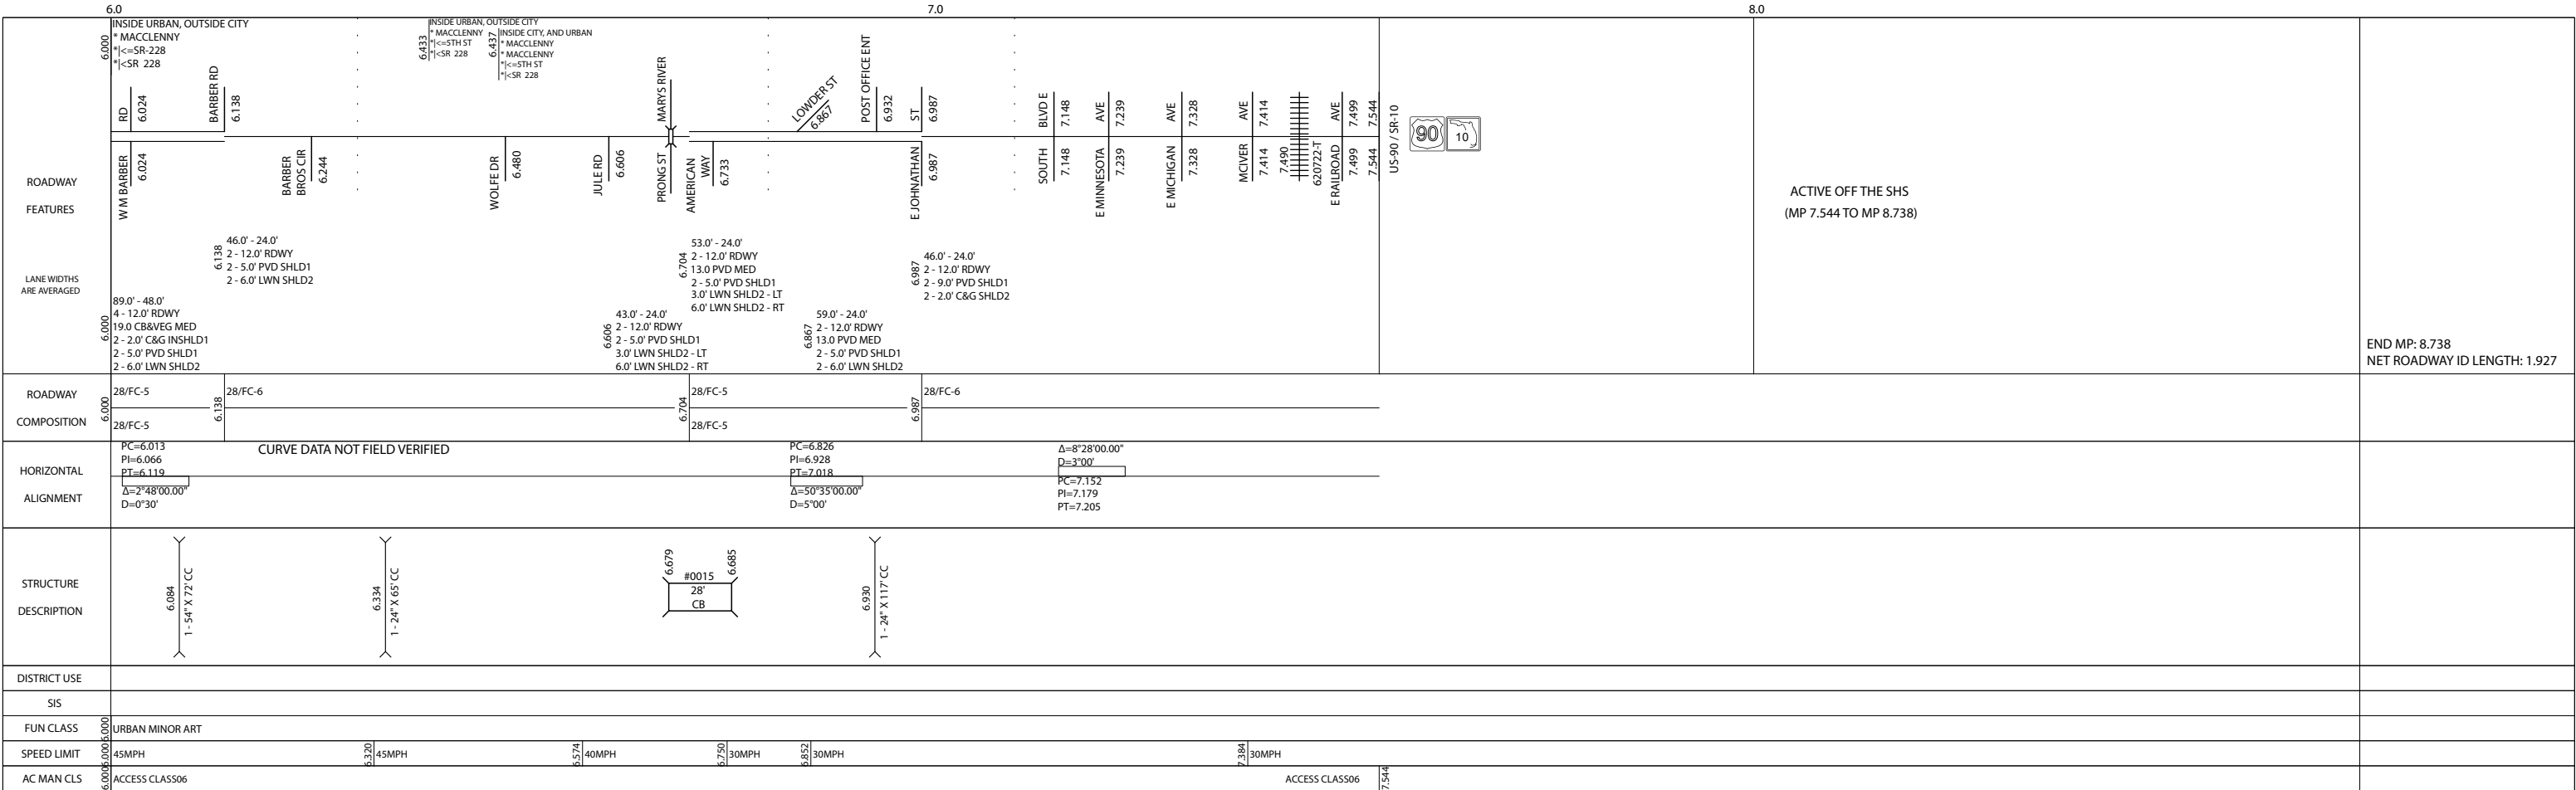 6.0
7.0
8.0
INSIDE URBAN, OUTSIDE CITY
* MACCLENNY
*|<=SR-228
*|<SR 228
6.000
INSIDE URBAN, OUTSIDE CITY
* MACCLENNY
*|<=5TH ST
*|<SR 228
6.433
INSIDE CITY, AND URBAN
* MACCLENNY
* MACCLENNY
*|<=5TH ST
*|<SR 228
6.437
RD
6.024
BARBER RD
6.138
MARYS RIVER
LOWDER ST
6.867
POST OFFICE ENT
6.932
ST
6.987
BLVD E
7.148
AVE
7.239
AVE
7.328
AVE
7.414
AVE
7.499
7.544
US-90 / SR-10
90
10
W M BARBER
6.024
BARBER
BROS CIR
6.244
WOLFE DR
6.480
JULE RD
6.606
PRONG ST
AMERICAN
WAY
6.733
E JOHNATHAN
6.987
SOUTH
7.148
E MINNESOTA
7.239
E MICHIGAN
7.328
MCIVER
7.414
7.490
620722-T
E RAILROAD
7.499
7.544
ROADWAY
FEATURES
ACTIVE OFF THE SHS
(MP 7.544 TO MP 8.738)
LANE WIDTHS
ARE AVERAGED
6.000
89.0' - 48.0'
4 - 12.0' RDWY
19.0 CB&VEG MED
2 - 2.0' C&G INSHLD1
2 - 5.0' PVD SHLD1
2 - 6.0' LWN SHLD2
6.138
46.0' - 24.0'
2 - 12.0' RDWY
2 - 5.0' PVD SHLD1
2 - 6.0' LWN SHLD2
6.606
43.0' - 24.0'
2 - 12.0' RDWY
2 - 5.0' PVD SHLD1
3.0' LWN SHLD2 - LT
6.0' LWN SHLD2 - RT
6.704
53.0' - 24.0'
2 - 12.0' RDWY
13.0 PVD MED
2 - 5.0' PVD SHLD1
3.0' LWN SHLD2 - LT
6.0' LWN SHLD2 - RT
6.867
59.0' - 24.0'
2 - 12.0' RDWY
13.0 PVD MED
2 - 5.0' PVD SHLD1
2 - 6.0' LWN SHLD2
6.987
46.0' - 24.0'
2 - 12.0' RDWY
2 - 9.0' PVD SHLD1
2 - 2.0' C&G SHLD2
END MP: 8.738
NET ROADWAY ID LENGTH: 1.927
ROADWAY
COMPOSITION
6.000
28/FC-5
28/FC-5
6.138
28/FC-6
6.704
28/FC-5
28/FC-5
6.987
28/FC-6
HORIZONTAL
ALIGNMENT
PC=6.013
PI=6.066
PT=6.119
Δ=2°48'00.00"
D=0°30'
CURVE DATA NOT FIELD VERIFIED
PC=6.826
PI=6.928
PT=7.018
Δ=50°35'00.00"
D=5°00'
Δ=8°28'00.00"
D=3°00'
PC=7.152
PI=7.179
PT=7.205
STRUCTURE
DESCRIPTION
6.084
1 - 54" X 72' CC
6.334
1 - 24" X 65' CC
6.679
6.685
#0015
28'
CB
6.930
1 - 24" X 117' CC
DISTRICT USE
SIS
FUN CLASS
6.000
URBAN MINOR ART
SPEED LIMIT
6.000
45MPH
6.320
45MPH
6.574
40MPH
6.750
30MPH
6.852
30MPH
7.384
30MPH
AC MAN CLS
6.000
ACCESS CLASS06
ACCESS CLASS06
7.544